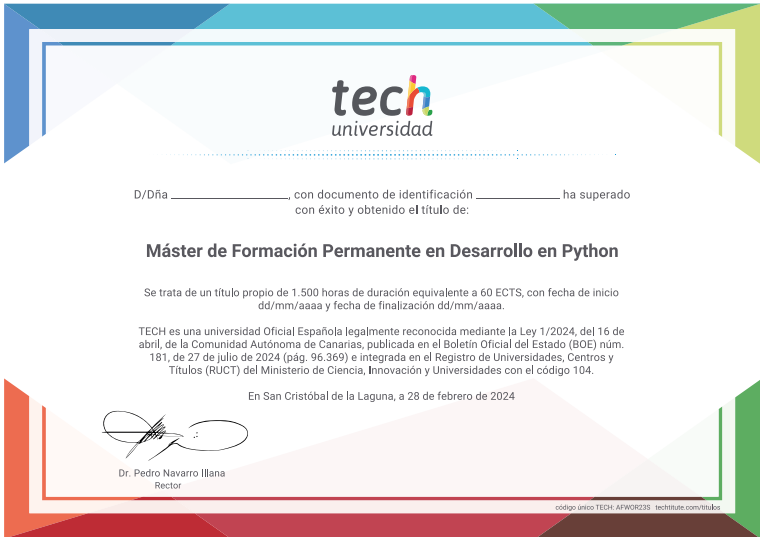 tech
universidad
D/Dña ____________________, con documento de identificación ______________ ha superado
con éxito y obtenido el título de:
Máster de Formación Permanente en Desarrollo en Python
Se trata de un título propio de 1.500 horas de duración equivalente a 60 ECTS, con fecha de inicio
dd/mm/aaaa y fecha de finalización dd/mm/aaaa.
TECH es una universidad Oficial Española legalmente reconocida mediante la Ley 1/2024, del 16 de
abril, de la Comunidad Autónoma de Canarias, publicada en el Boletín Oficial del Estado (BOE) núm.
181, de 27 de julio de 2024 (pág. 96.369) e integrada en el Registro de Universidades, Centros y
Títulos (RUCT) del Ministerio de Ciencia, Innovación y Universidades con el código 104.
En San Cristóbal de la Laguna, a 28 de febrero de 2024
Dr. Pedro Navarro Illana
Rector
código único TECH: AFWOR23S techtitute.com/titulos